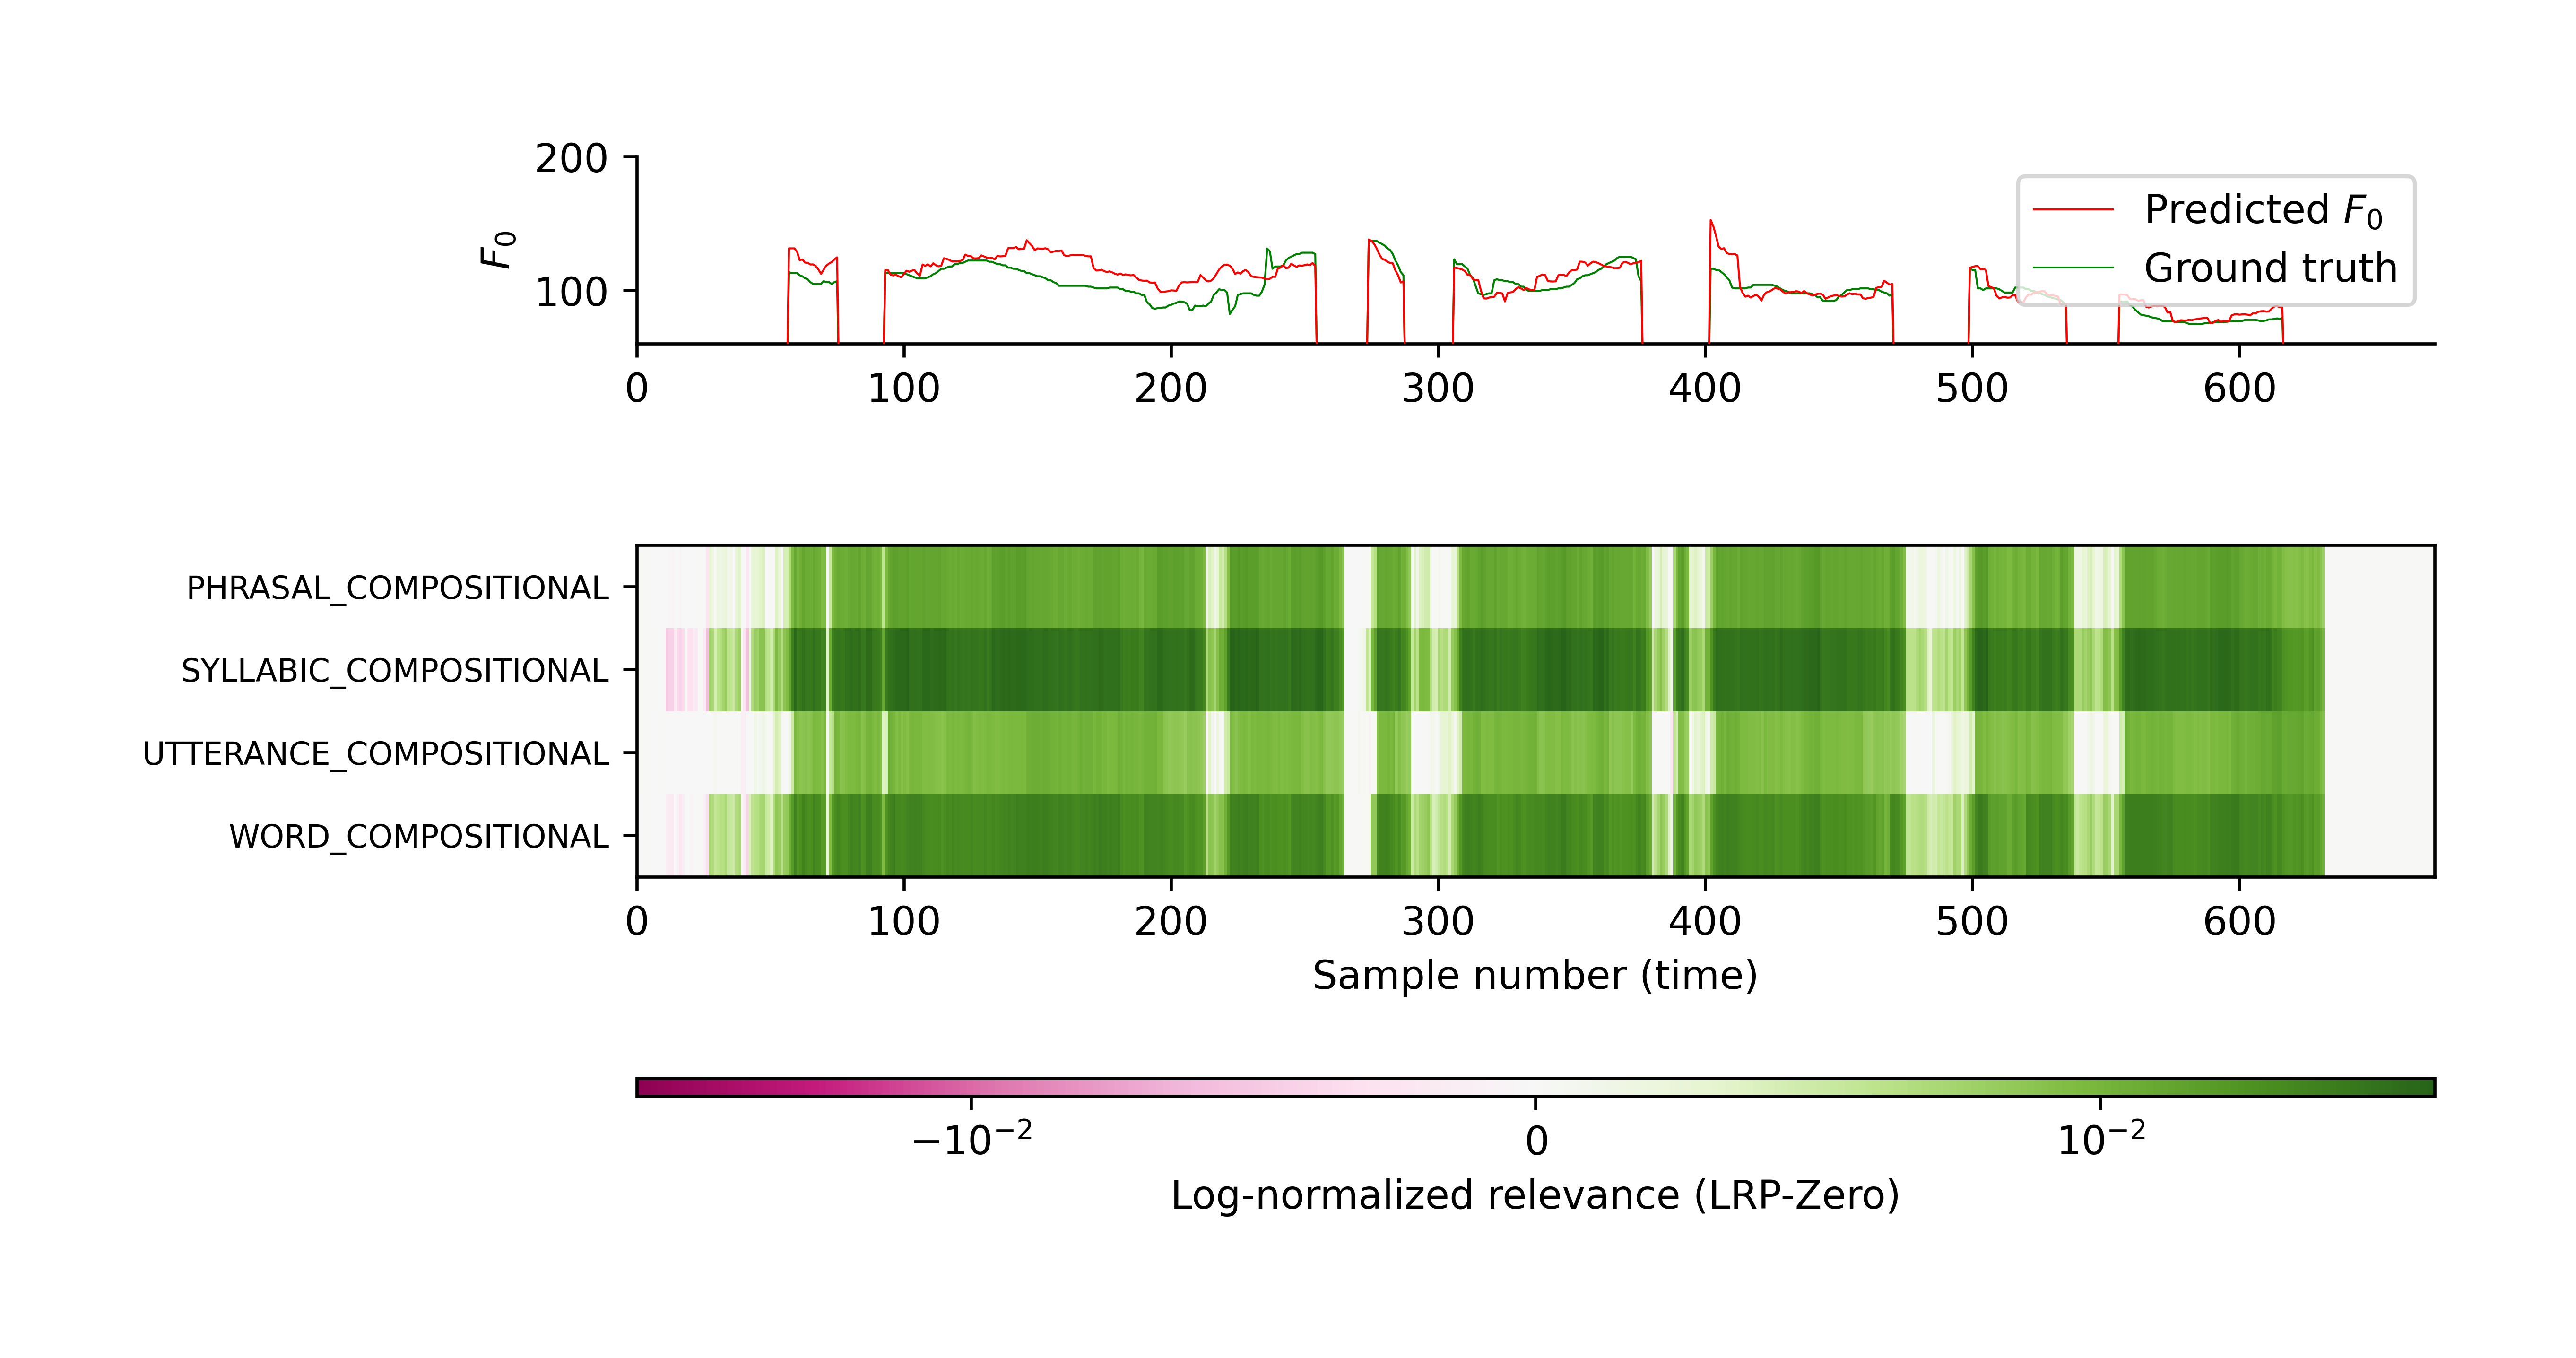 200
100
F₀
Predicted F₀
Ground truth
0 100 200 300 400 500 600
PHRASAL_COMPOSITIONAL
SYLLABIC_COMPOSITIONAL
UTTERANCE_COMPOSITIONAL
WORD_COMPOSITIONAL
0 100 200 300 400 500 600
Sample number (time)
−10⁻² 0 10⁻²
Log-normalized relevance (LRP-Zero)